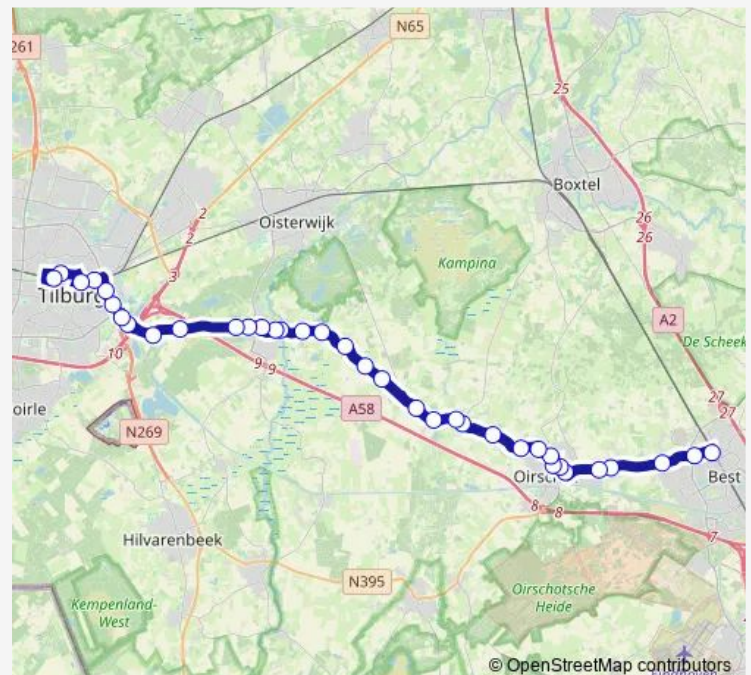 N65
261
25
Boxtel
2
2
Oisterwijk
26
26
Kampina
3
Tilburg
A2
De Scheek
10
9 9
27
27
A58
oirle
N269
Oirsc
Best
8 8
7
Hilvarenbeek
N395
Kempenland-
West
Oirschotsche
Heide
© OpenStreetMap contributors